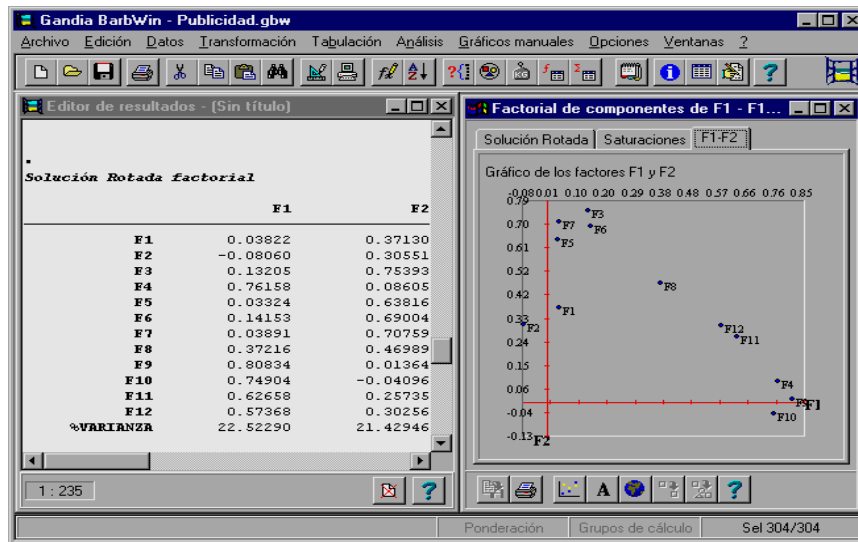 Gandia BarbWin - Publicidad.gbw
Archivo Edición Datos Transformación Tabulación Análisis Gráficos manuales Opciones Ventanas ?
Editor de resultados - (Sin título)
Solución Rotada factorial
F1 F2
F1 0.03822 0.37130
F2 -0.08060 0.30551
F3 0.13205 0.75393
F4 0.76158 0.08605
F5 0.03324 0.63816
F6 0.14153 0.69004
F7 0.03891 0.70759
F8 0.37216 0.46989
F9 0.80834 0.01364
F10 0.74904 -0.04096
F11 0.62658 0.25735
F12 0.57368 0.30256
%VARIANZA 22.52290 21.42946
1 : 235
Factorial de componentes de F1 - F1...
Solución Rotada Saturaciones F1-F2
Gráfico de los factores F1 y F2
-0.08 0.01 0.10 0.20 0.29 0.38 0.48 0.57 0.66 0.76 0.85
0.79
0.70
0.61
0.52
0.42
0.33
0.24
0.15
0.06
-0.04
-0.13
F3
F7
F6
F5
F8
F1
F2
F12
F11
F4
F9
F1
F10
F2
Ponderación Grupos de cálculo Sel 304/304